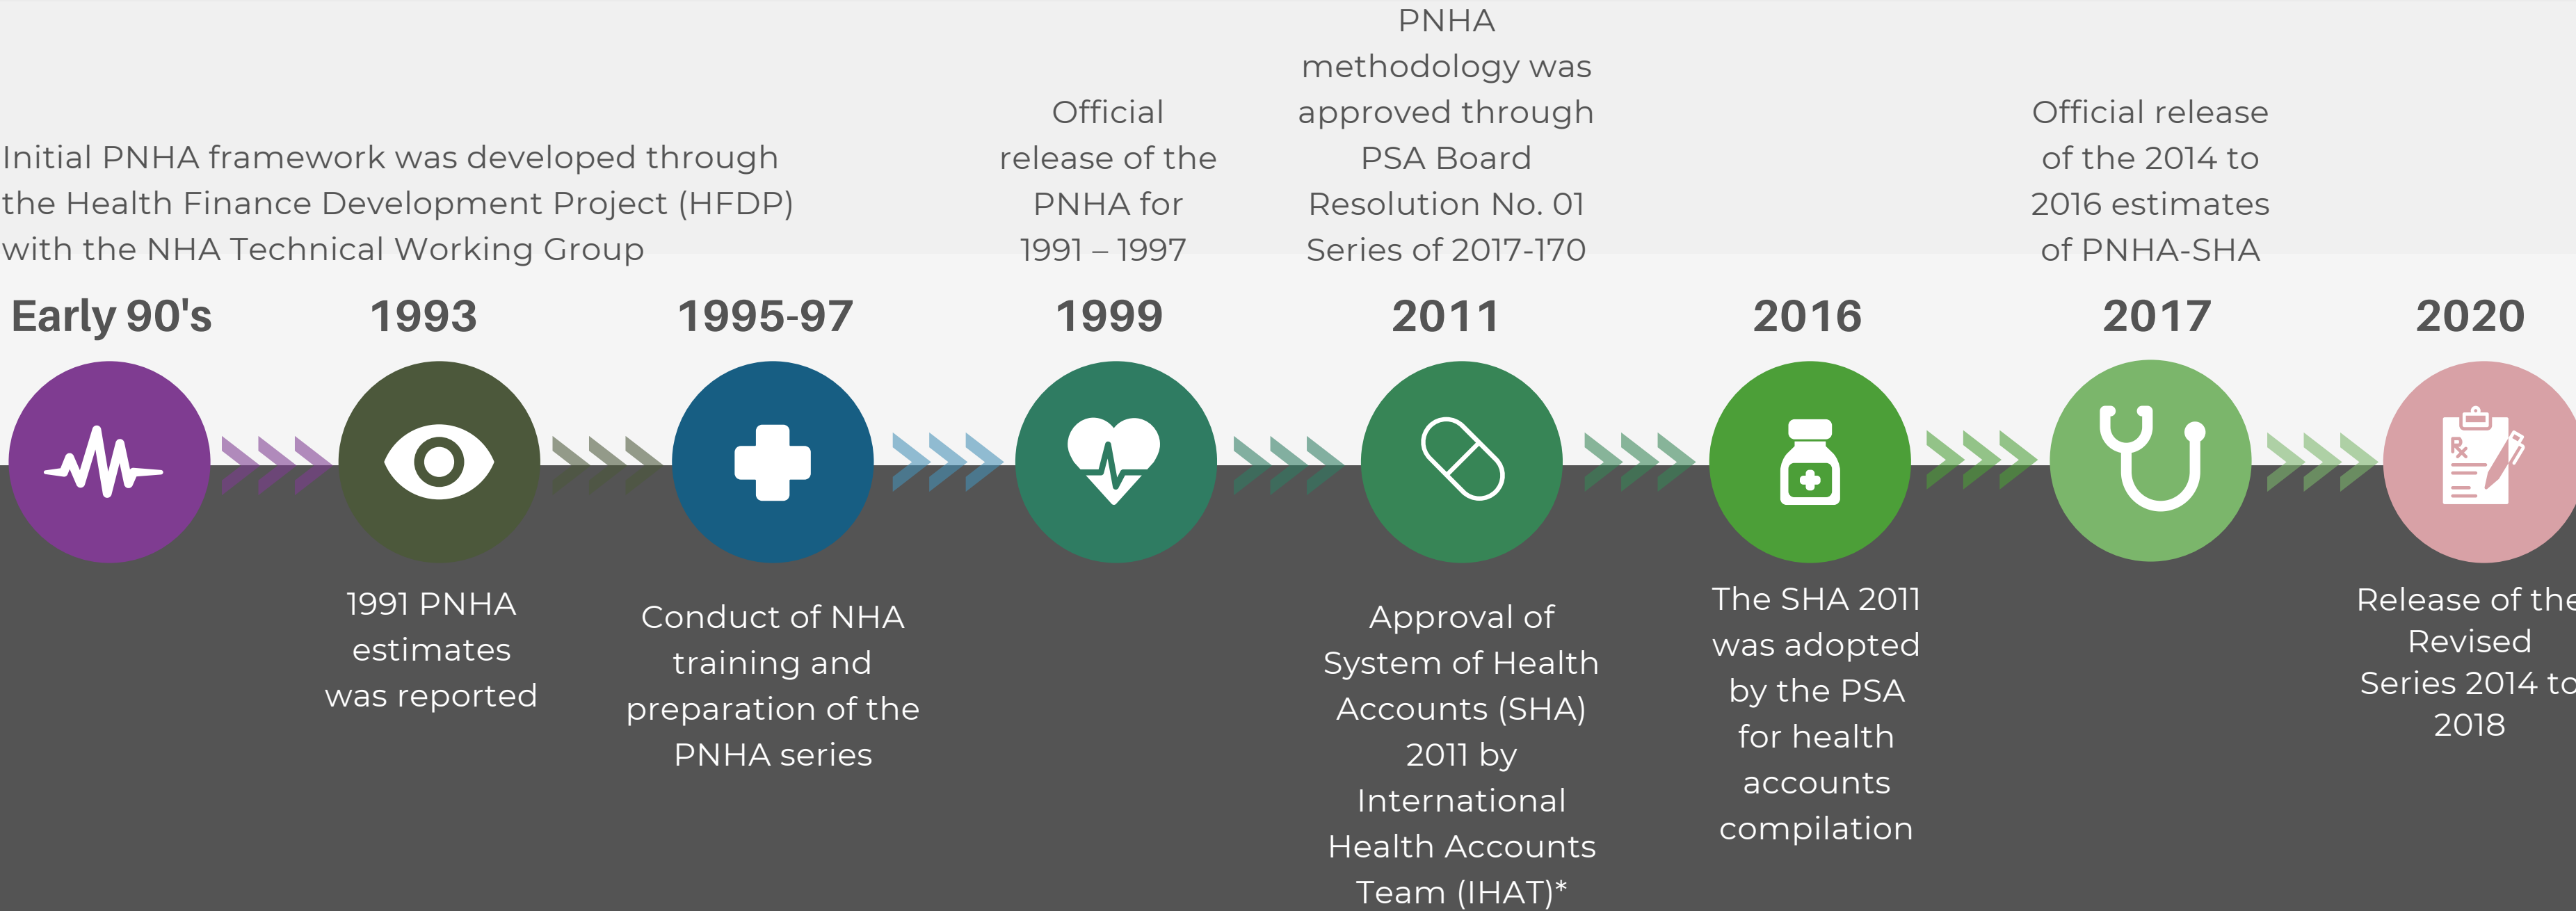 Initial PNHA framework was developed through
the Health Finance Development Project (HFDP)
with the NHA Technical Working Group
Early 90's
1993
1991 PNHA
estimates
was reported
1995-97
Conduct of NHA
training and
preparation of the
PNHA series
Official
release of the
PNHA for
1991 – 1997
1999
PNHA
methodology was
approved through
PSA Board
Resolution No. 01
Series of 2017-170
2011
Approval of
System of Health
Accounts (SHA)
2011 by
International
Health Accounts
Team (IHAT)*
2016
The SHA 2011
was adopted
by the PSA
for health
accounts
compilation
Official release
of the 2014 to
2016 estimates
of PNHA-SHA
2017
2020
Release of the
Revised
Series 2014 to
2018
Rx